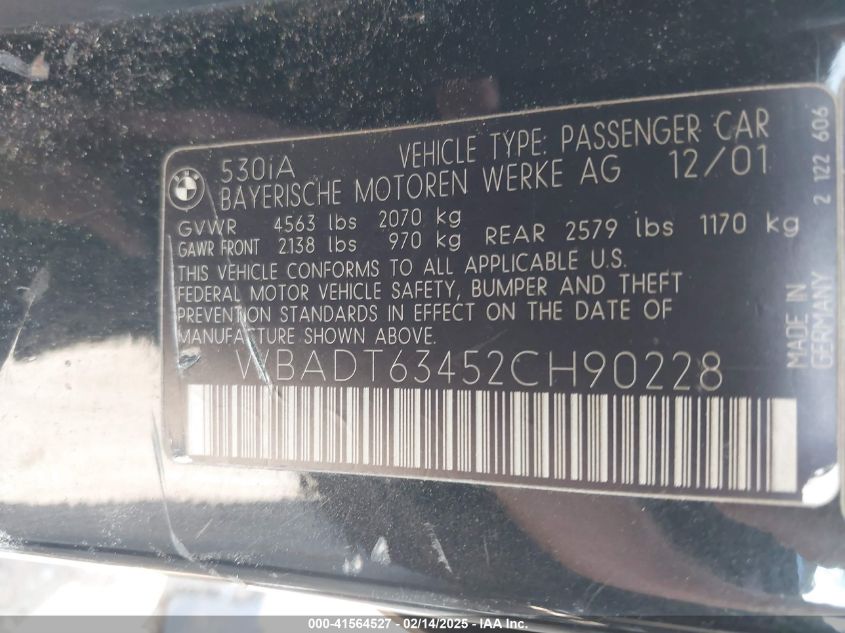 530iA VEHICLE TYPE: PASSENGER CAR
BAYERISCHE MOTOREN WERKE AG 12/01
GVWR 4563 lbs 2070 kg
GAWR FRONT 2138 lbs 970 kg REAR 2579 lbs 1170 kg
THIS VEHICLE CONFORMS TO ALL APPLICABLE U.S.
FEDERAL MOTOR VEHICLE SAFETY, BUMPER AND THEFT
PREVENTION STANDARDS IN EFFECT ON THE DATE OF
MANUFACTURE SHOWN ABOVE.
WBADT63452CH90228
MADE IN
GERMANY
2 122 606
000-41564527 - 02/14/2025 - IAA Inc.